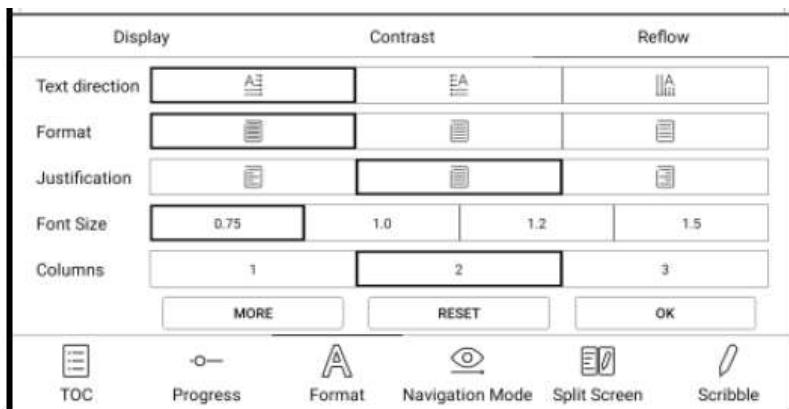 Display Contrast Reflow
Text direction
Format
Justification
Font Size 0.75 1.0 1.2 1.5
Columns 1 2 3
MORE RESET OK
TOC Progress Format Navigation Mode Split Screen Scribble